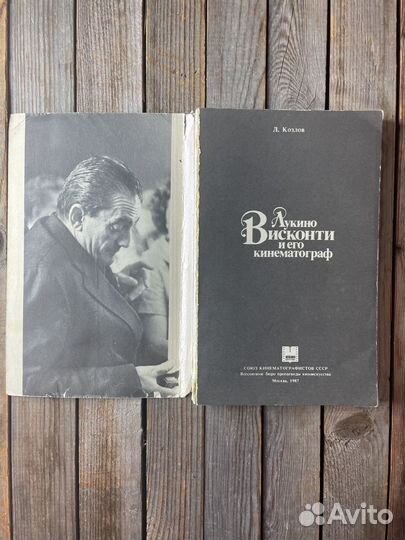 Л. Козлов
Лукино
Висконти
и его
кинематограф
СОЮЗ КИНЕМАТОГРАФИСТОВ СССР
Всесоюзное бюро пропаганды киноискусства
Москва, 1987
Avito